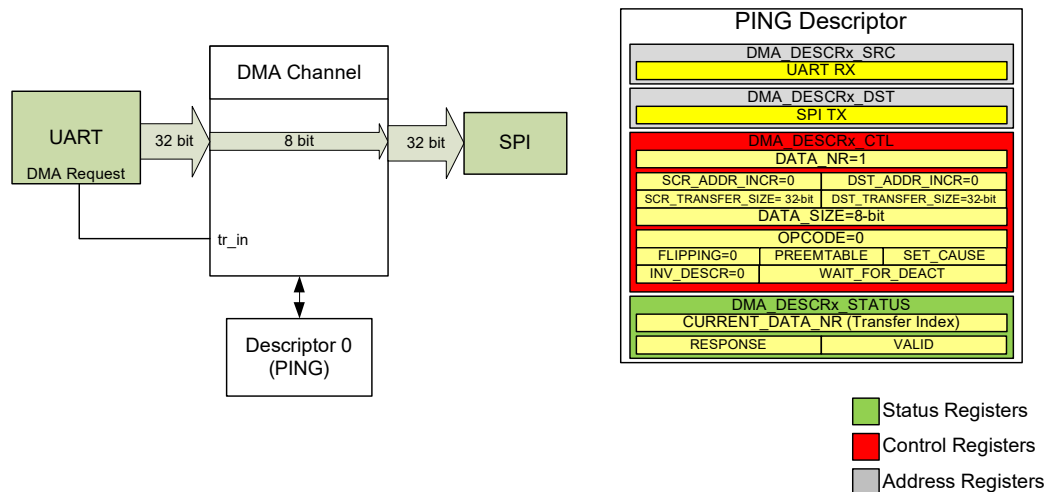 DMA Channel
UART
DMA Request
32 bit
8 bit
32 bit
SPI
tr_in
Descriptor 0
(PING)
PING Descriptor
DMA_DESCRx_SRC
UART RX
DMA_DESCRx_DST
SPI TX
DMA_DESCRx_CTL
DATA_NR=1
SCR_ADDR_INCR=0 DST_ADDR_INCR=0
SCR_TRANSFER_SIZE= 32-bit DST_TRANSFER_SIZE=32-bit
DATA_SIZE=8-bit
OPCODE=0
FLIPPING=0 PREEMTABLE SET_CAUSE
INV_DESCR=0 WAIT_FOR_DEACT
DMA_DESCRx_STATUS
CURRENT_DATA_NR (Transfer Index)
RESPONSE VALID
Status Registers
Control Registers
Address Registers